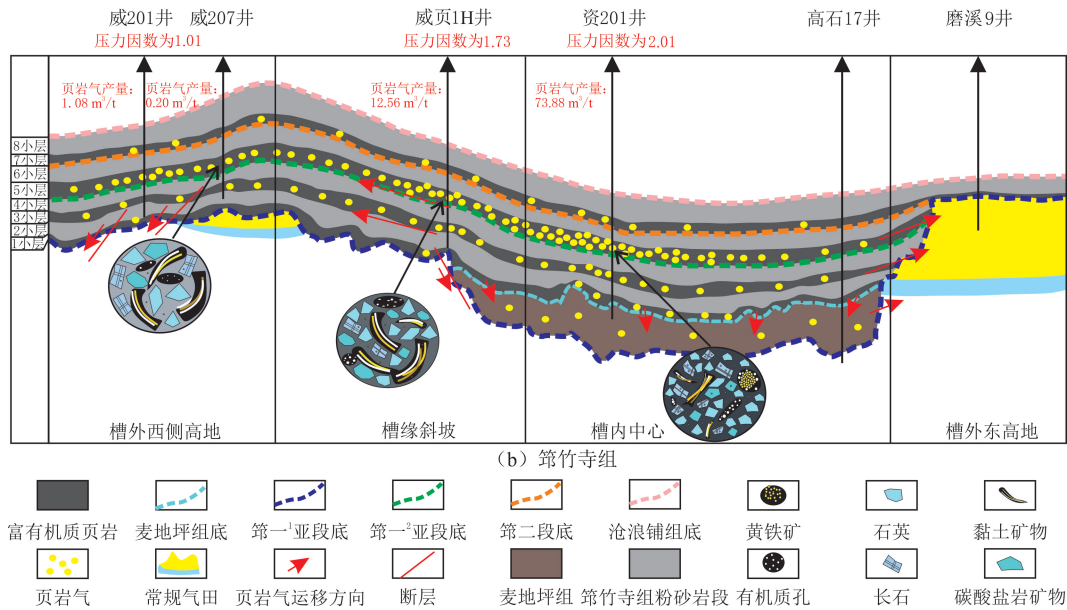 威201井 威207井 威页1H井 资201井 高石17井 磨溪9井
压力因数为1.01 压力因数为1.73 压力因数为2.01
页岩气产量: 页岩气产量: 页岩气产量: 页岩气产量:
1.08 m³/t 0.20 m³/t 12.56 m³/t 73.88 m³/t
8小层
7小层
6小层
5小层
4小层
3小层
2小层
1小层
槽外西侧高地 槽缘斜坡 槽内中心 槽外东高地
(b) 筇竹寺组
富有机质页岩 麦地坪组底 筇一¹亚段底 筇一²亚段底 筇二段底 沧浪铺组底 黄铁矿 石英 黏土矿物
页岩气 常规气田 页岩气运移方向 断层 麦地坪组 筇竹寺组粉砂岩段 有机质孔 长石 碳酸盐岩矿物